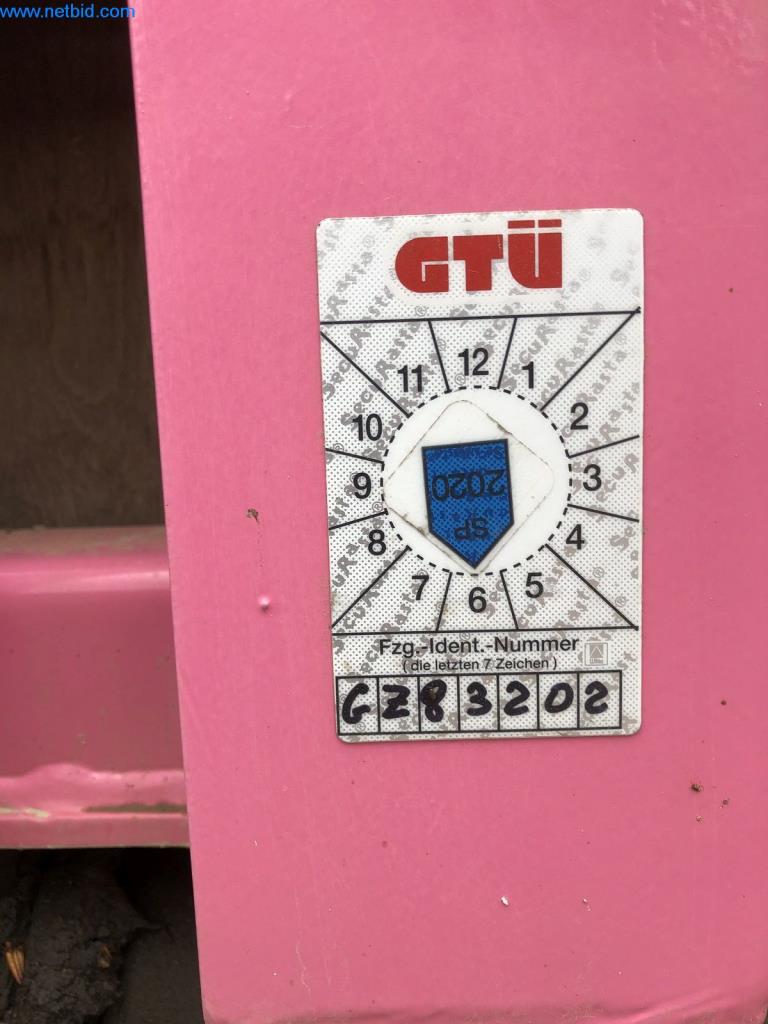 www.netbid.com
GTÜ
11 12 1
10 2
9 3
8 4
7 6 5
2020
SP
Fzg.-Ident.-Nummer
(die letzten 7 Zeichen)
GZ83202
SecuRasta®